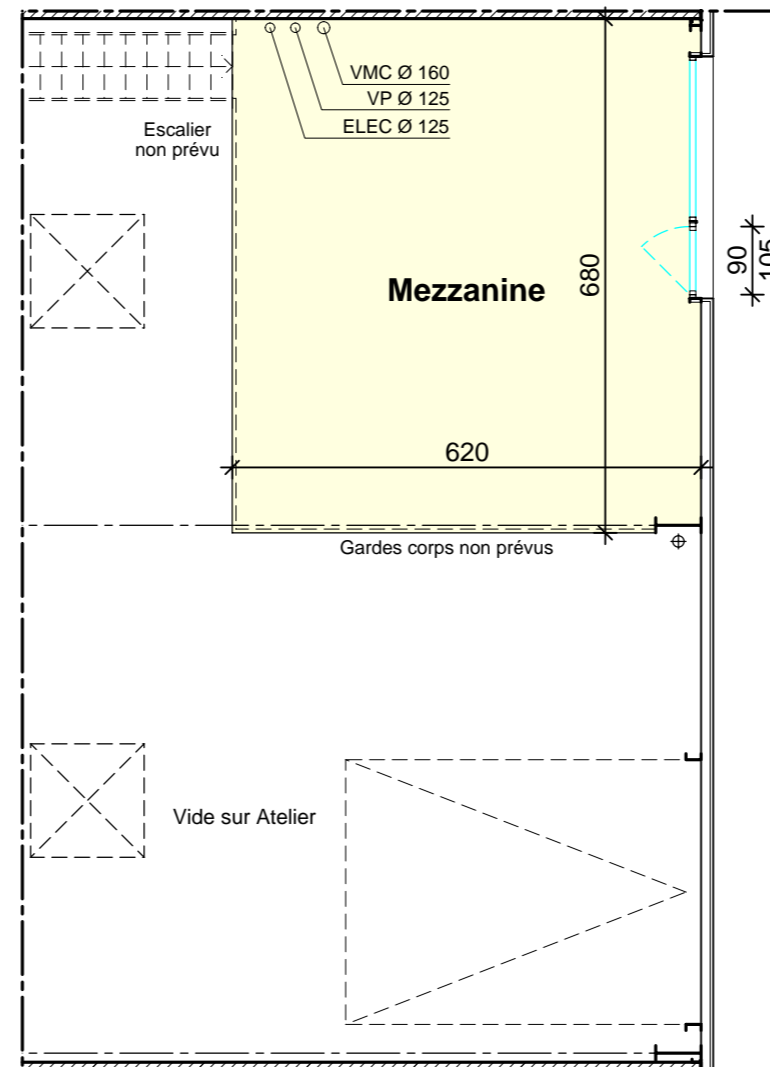 VMC Ø 160
VP Ø 125
ELEC Ø 125
Escalier
non prévu
Mezzanine
680
90
105
620
Gardes corps non prévus
Vide sur Atelier